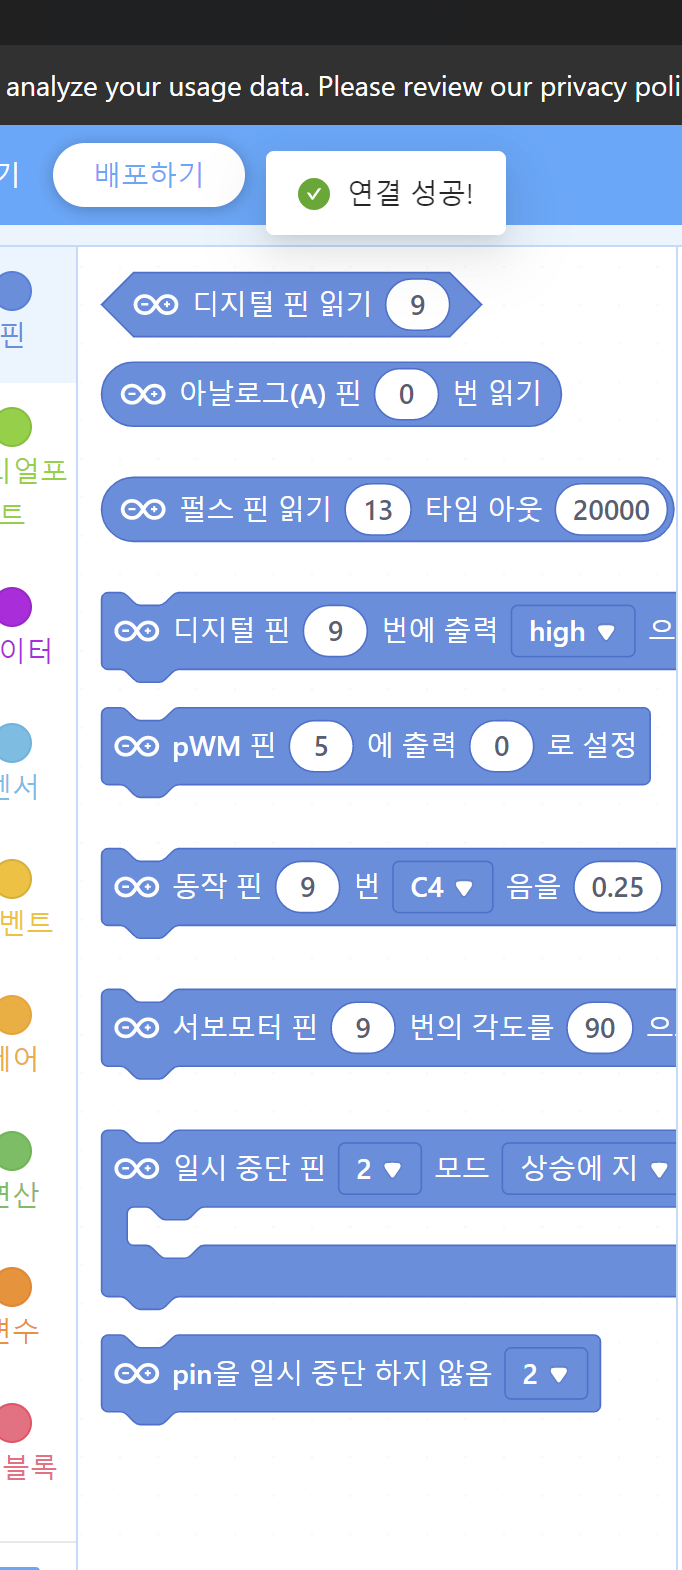 analyze your usage data. Please review our privacy poli
기 배포하기
연결 성공!
핀
디지털 핀 읽기 9
아날로그(A) 핀 0 번 읽기
리얼포
트
펄스 핀 읽기 13 타임 아웃 20000
디지털 핀 9 번에 출력 high 으
이터
pWM 핀 5 에 출력 0 로 설정
센서
동작 핀 9 번 C4 음을 0.25
벤트
서보모터 핀 9 번의 각도를 90 으
제어
일시 중단 핀 2 모드 상승에 지
연산
변수
pin을 일시 중단 하지 않음 2
블록